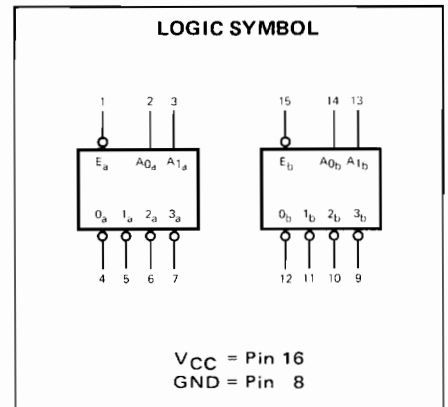 LOGIC SYMBOL
1 2 3 15 14 13
Ea A0a A1a Eb A0b A1b
0a 1a 2a 3a 0b 1b 2b 3b
4 5 6 7 12 11 10 9
VCC = Pin 16
GND = Pin 8